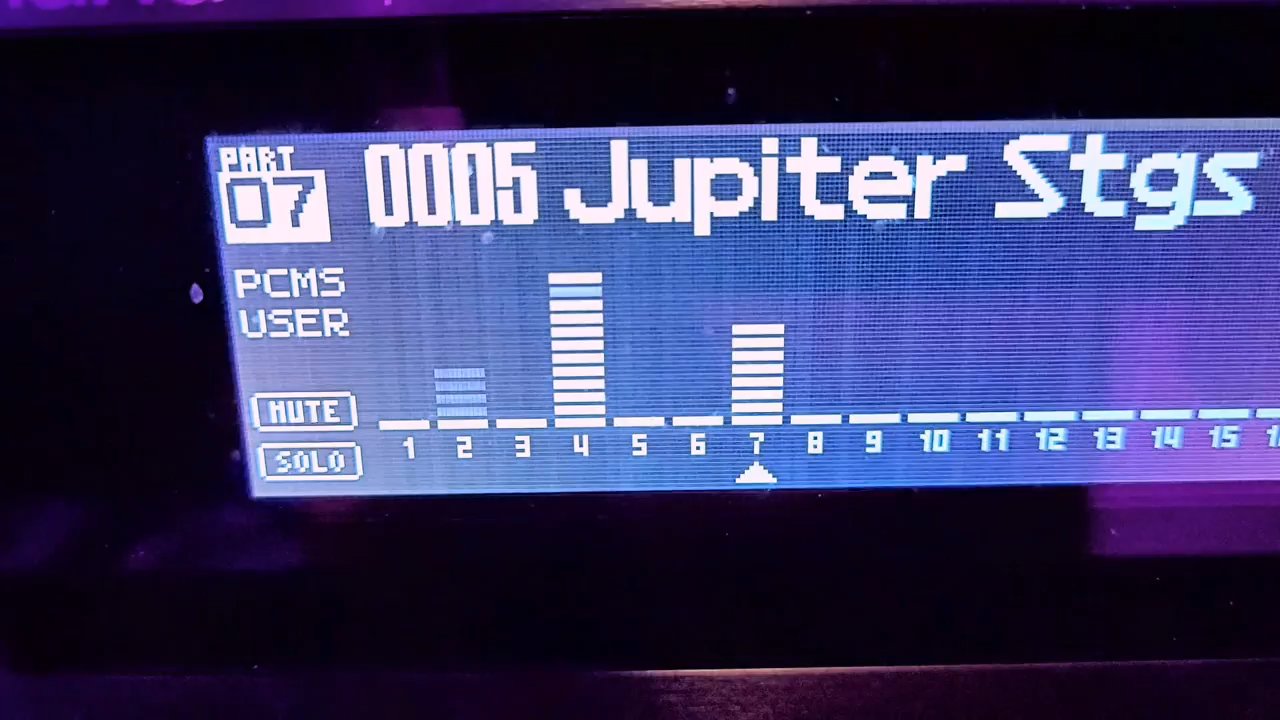 PART
07
0005 Jupiter Stgs
PCMS
USER
MUTE
SOLO
1 2 3 4 5 6 7 8 9 10 11 12 13 14 15